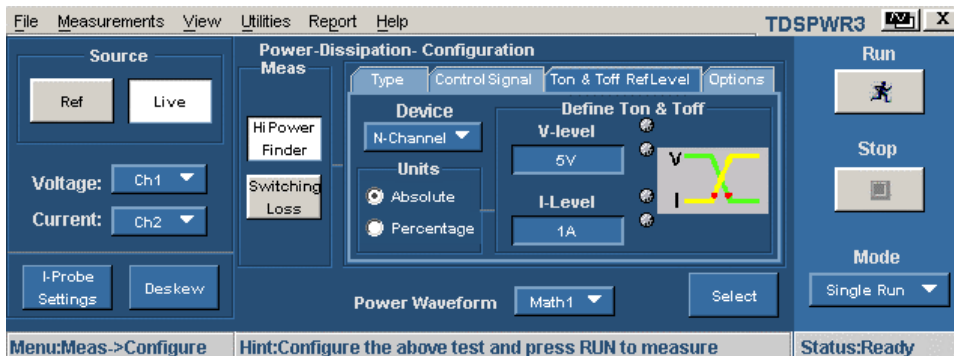 File Measurements View Utilities Report Help
TDSPWR3
X
Source
Ref
Live
Voltage:
Ch1
Current:
Ch2
I-Probe
Settings
Deskew
Power-Dissipation- Configuration
Meas
Hi Power
Finder
Switching
Loss
Type
Control Signal
Ton & Toff Ref Level
Options
Device
N-Channel
Units
Absolute
Percentage
Define Ton & Toff
V-level
5V
I-Level
1A
V
I
Power Waveform
Math1
Select
Run
Stop
Mode
Single Run
Menu:Meas->Configure
Hint:Configure the above test and press RUN to measure
Status:Ready